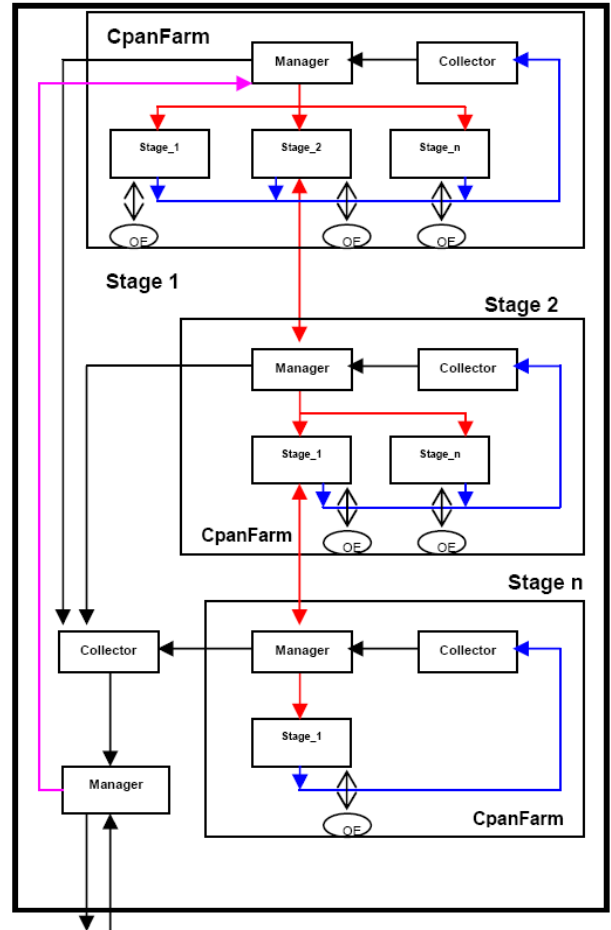 CpanFarm
Manager
Collector
Stage_1
Stage_2
Stage_n
OE
OE
OE
Stage 1
Stage 2
Manager
Collector
Stage_1
Stage_n
CpanFarm
OE
OE
Stage n
Collector
Manager
Collector
Stage_1
Manager
OE
CpanFarm